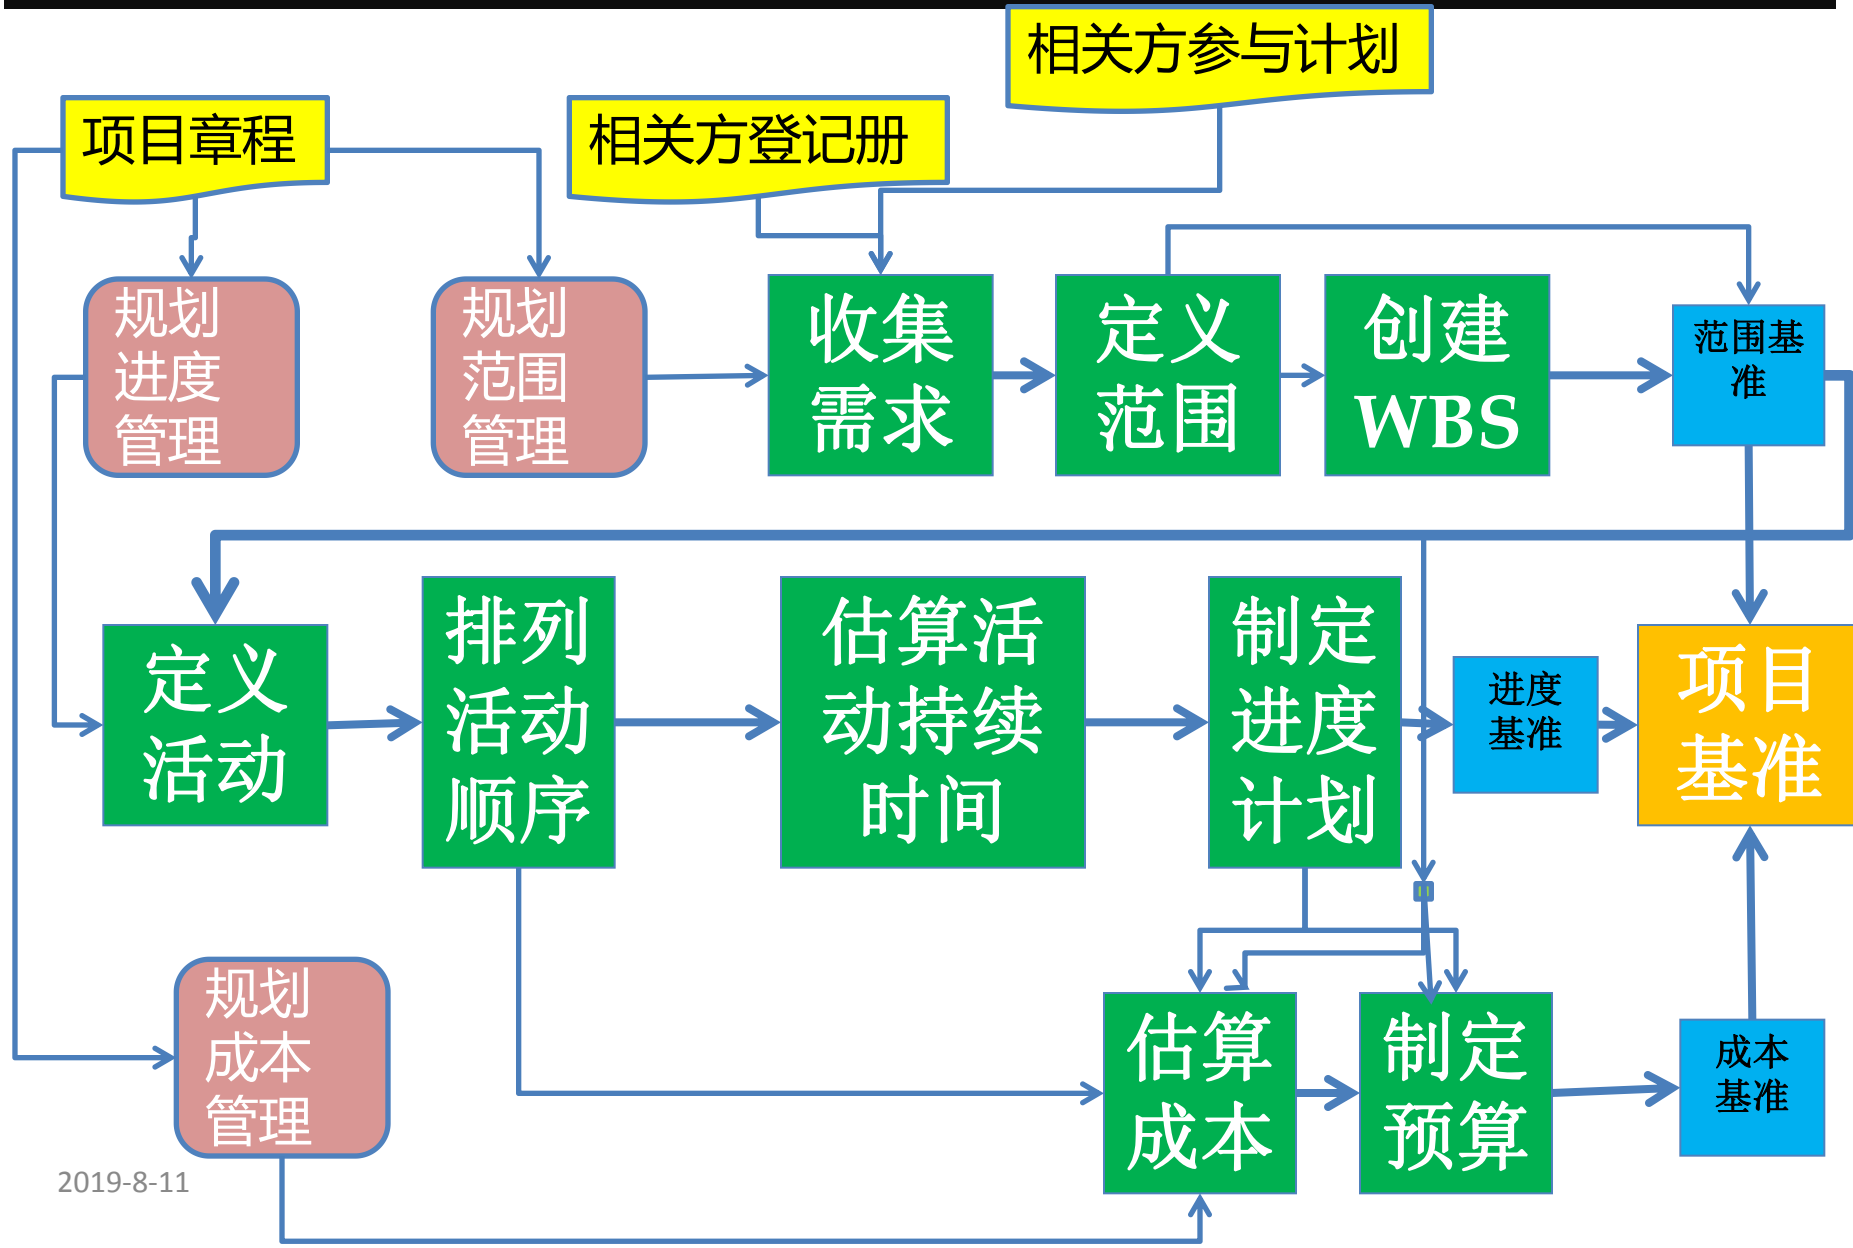 相关方参与计划
项目章程
相关方登记册
规划
进度
管理
规划
范围
管理
收集
需求
定义
范围
创建
WBS
范围基
准
定义
活动
排列
活动
顺序
估算活
动持续
时间
制定
进度
计划
进度
基准
项目
基准
规划
成本
管理
估算
成本
制定
预算
成本
基准
2019-8-11